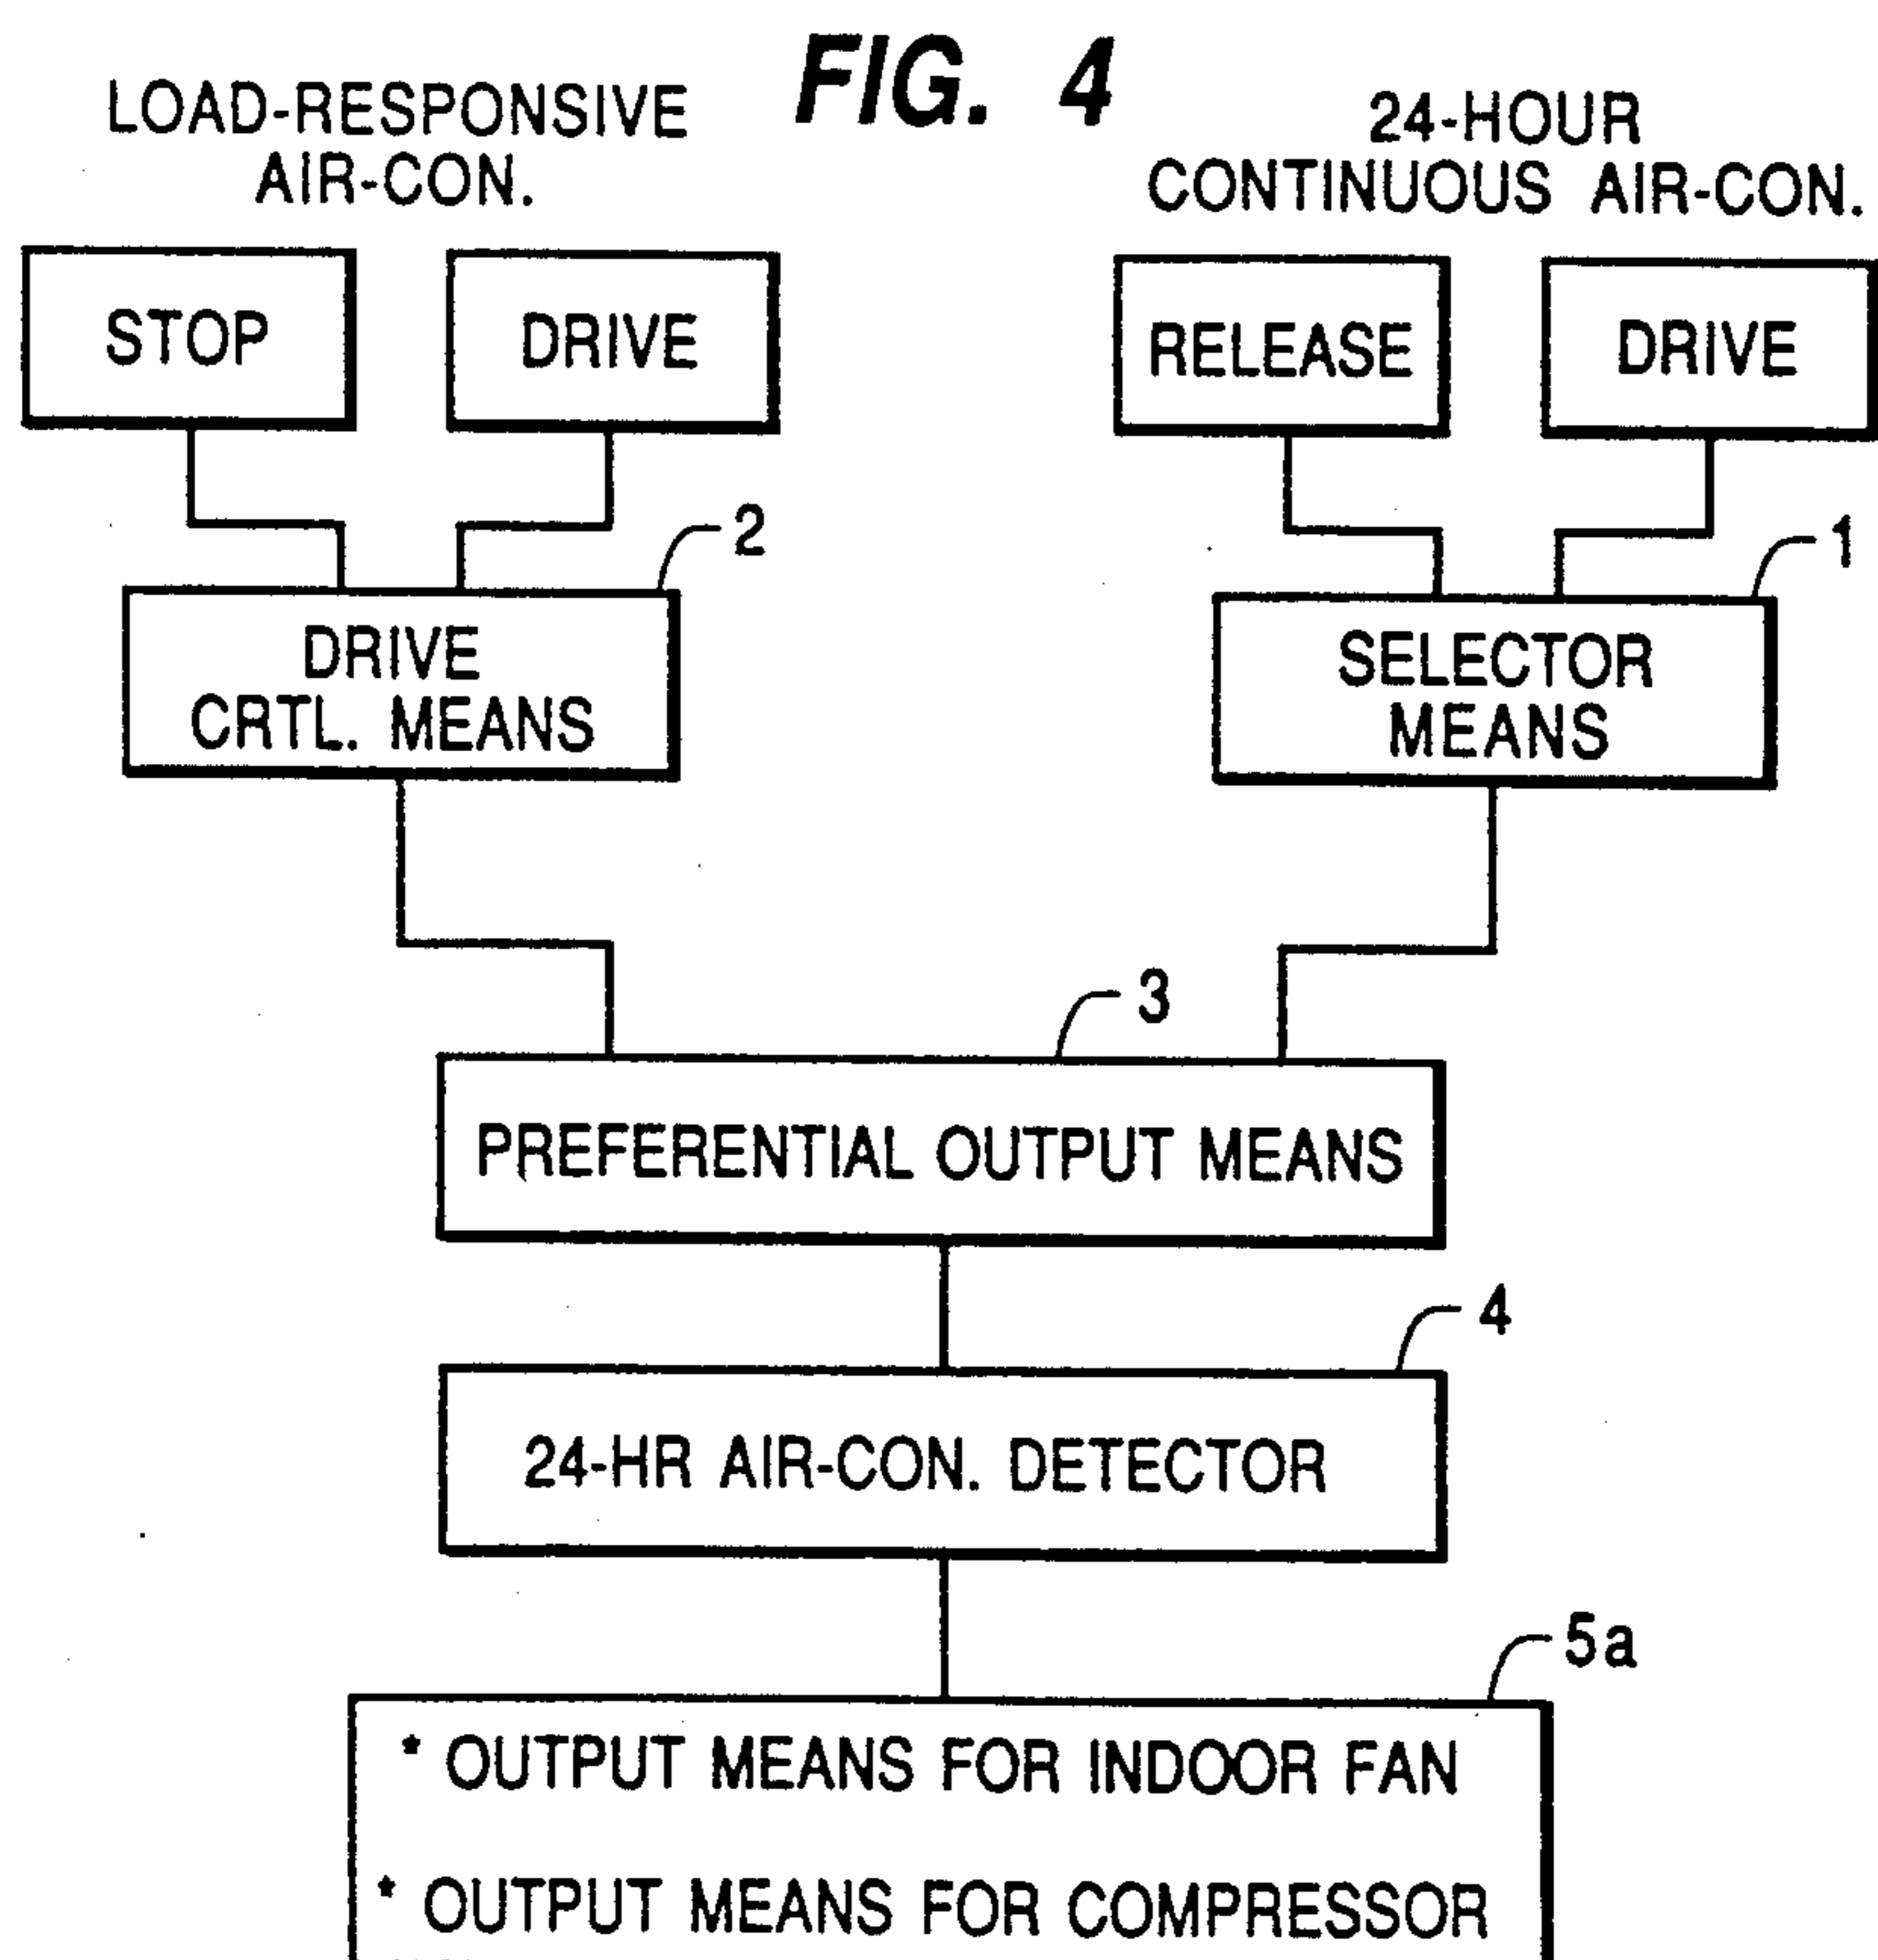 FIG. 4
LOAD-RESPONSIVE
AIR-CON.
24-HOUR
CONTINUOUS AIR-CON.
STOP
DRIVE
RELEASE
DRIVE
2
1
DRIVE
CRTL. MEANS
SELECTOR
MEANS
3
PREFERENTIAL OUTPUT MEANS
4
24-HR AIR-CON. DETECTOR
5a
* OUTPUT MEANS FOR INDOOR FAN
* OUTPUT MEANS FOR COMPRESSOR